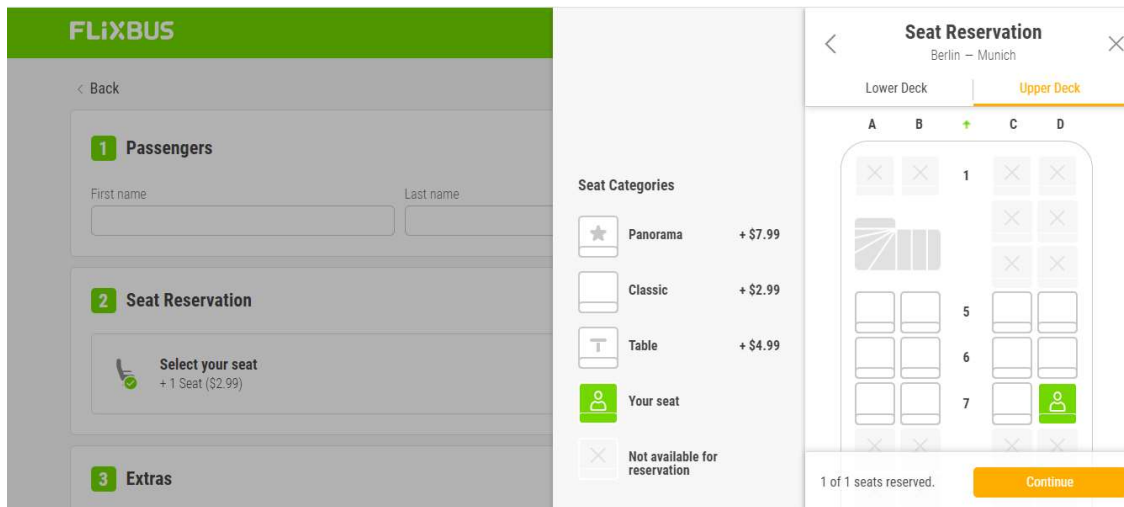 FLiXBUS
Back
1 Passengers
First name
Last name
2 Seat Reservation
Select your seat
+ 1 Seat ($2.99)
3 Extras
Seat Categories
Panorama + $7.99
Classic + $2.99
Table + $4.99
Your seat
Not available for
reservation
Seat Reservation
Berlin – Munich
Lower Deck
Upper Deck
A B C D
1
5
6
7
1 of 1 seats reserved.
Continue